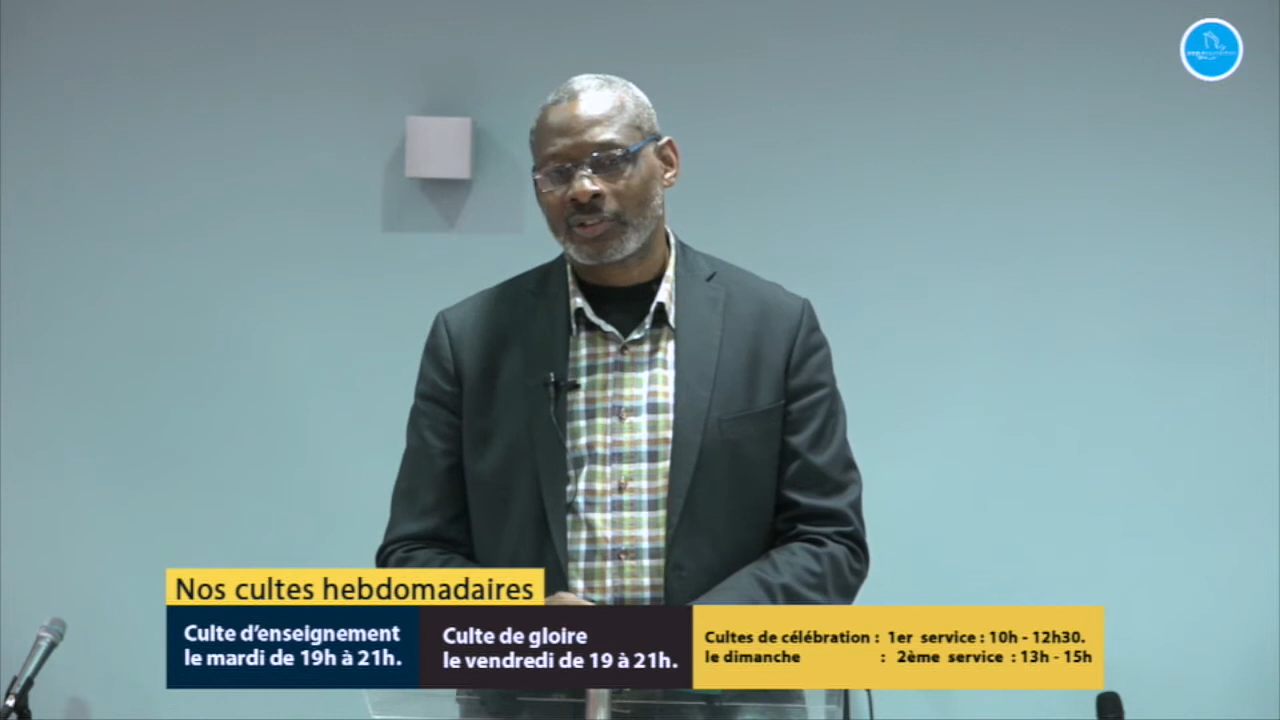 Nos cultes hebdomadaires
Culte d'enseignement
le mardi de 19h à 21h.
Culte de gloire
le vendredi de 19 à 21h.
Cultes de célébration : 1er service : 10h - 12h30.
le dimanche : 2ème service : 13h - 15h